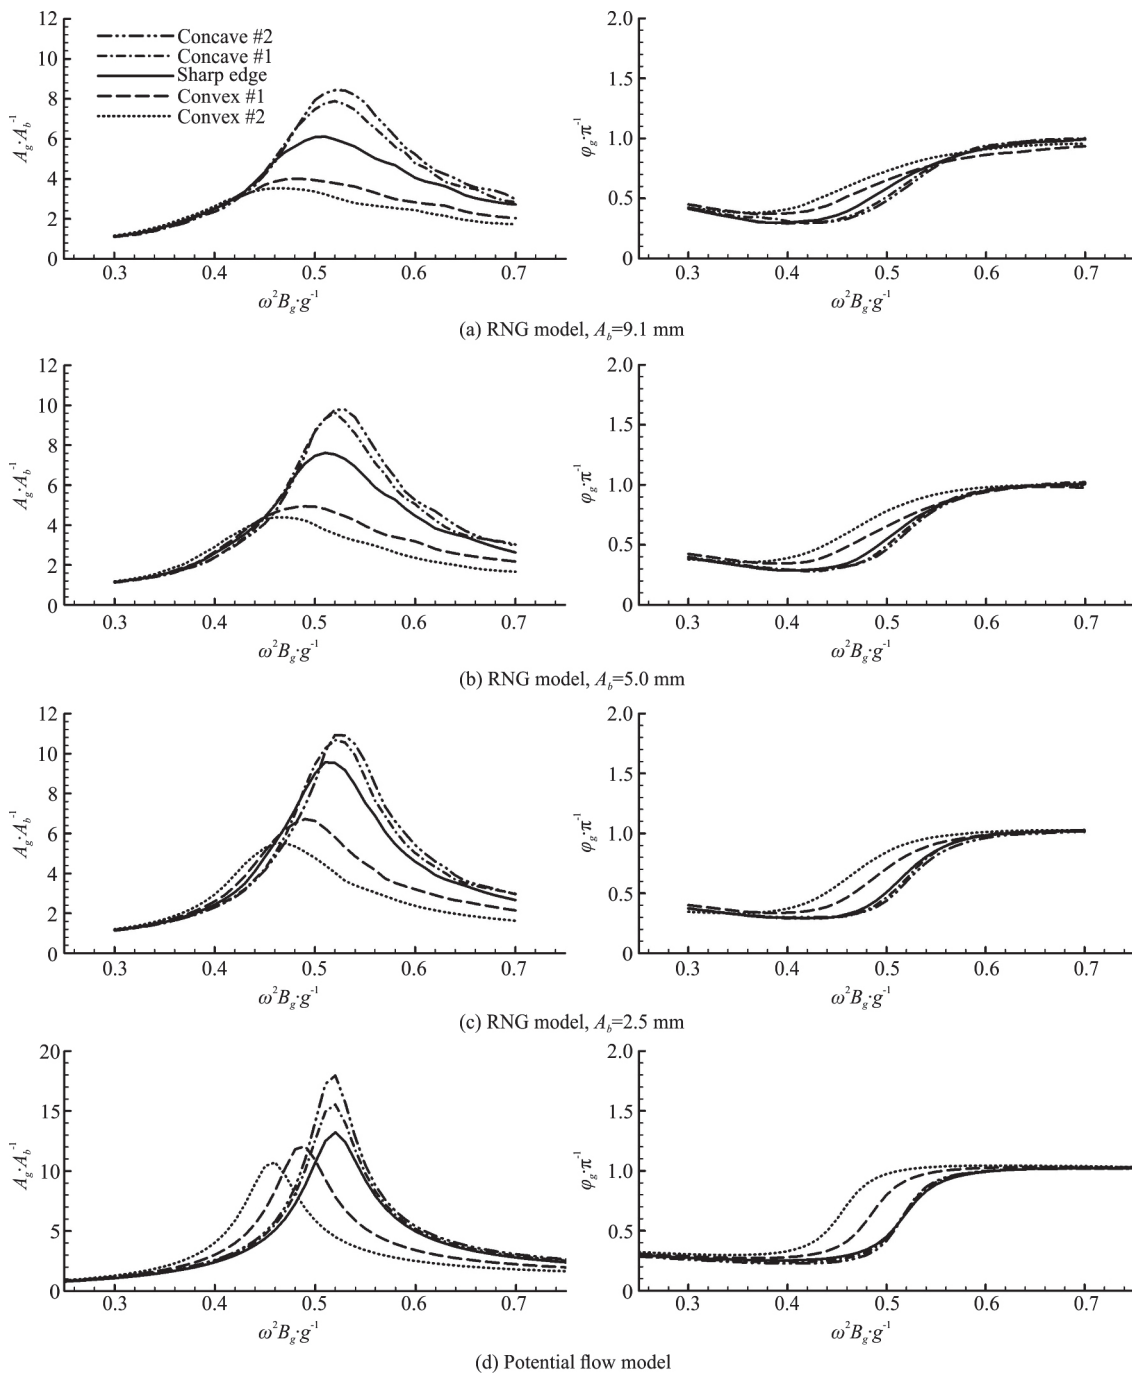 12
10
8
6
4
2
0
A_g·A_b^-1
Concave #2
Concave #1
Sharp edge
Convex #1
Convex #2
0.3 0.4 0.5 0.6 0.7
ω²B_g·g^-1
2.0
1.5
1.0
0.5
0
φ_g·π^-1
0.3 0.4 0.5 0.6 0.7
ω²B_g·g^-1
(a) RNG model, A_b=9.1 mm
12
10
8
6
4
2
0
A_g·A_b^-1
0.3 0.4 0.5 0.6 0.7
ω²B_g·g^-1
2.0
1.5
1.0
0.5
0
φ_g·π^-1
0.3 0.4 0.5 0.6 0.7
ω²B_g·g^-1
(b) RNG model, A_b=5.0 mm
12
10
8
6
4
2
0
A_g·A_b^-1
0.3 0.4 0.5 0.6 0.7
ω²B_g·g^-1
2.0
1.5
1.0
0.5
0
φ_g·π^-1
0.3 0.4 0.5 0.6 0.7
ω²B_g·g^-1
(c) RNG model, A_b=2.5 mm
20
15
10
5
0
A_g·A_b^-1
0.3 0.4 0.5 0.6 0.7
ω²B_g·g^-1
2.0
1.5
1.0
0.5
0
φ_g·π^-1
0.3 0.4 0.5 0.6 0.7
ω²B_g·g^-1
(d) Potential flow model